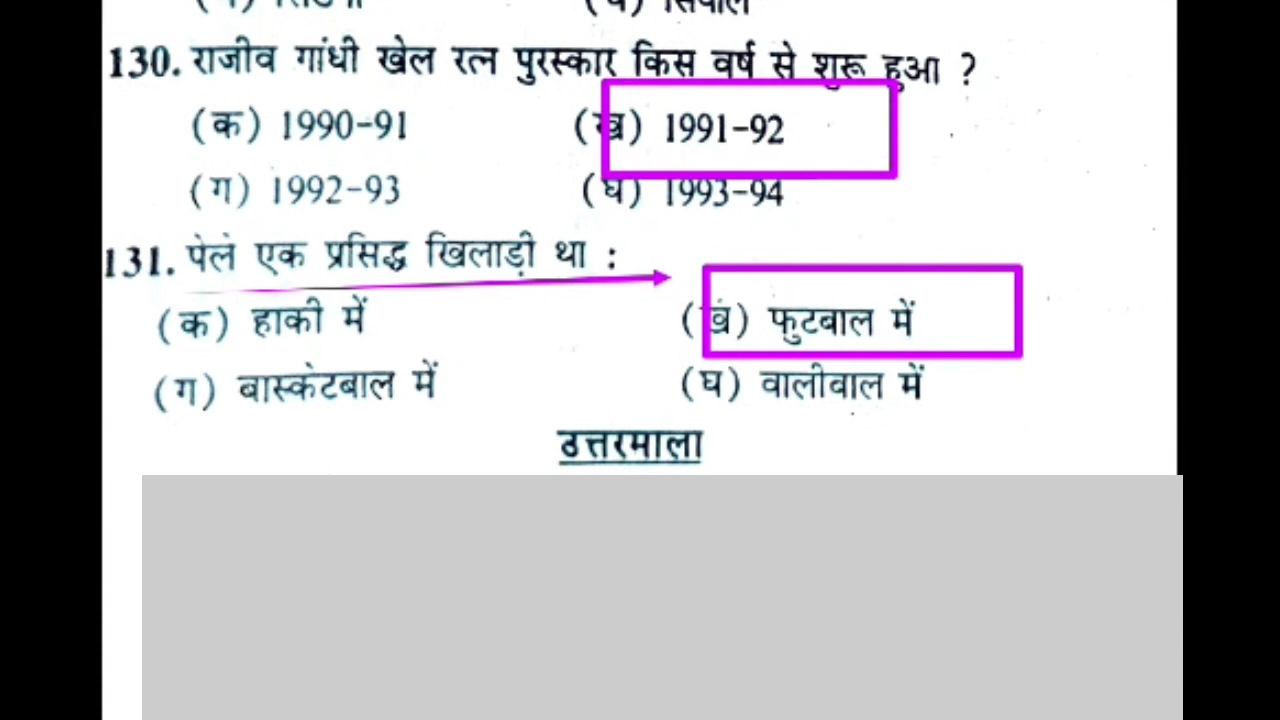 130. राजीव गांधी खेल रत्न पुरस्कार किस वर्ष से शुरू हुआ ?
(क) 1990-91 (ख) 1991-92
(ग) 1992-93 (घ) 1993-94
131. पेले एक प्रसिद्ध खिलाड़ी था :
(क) हाकी में (ख) फुटबाल में
(ग) बास्केटबाल में (घ) वालीवाल में
उत्तरमाला